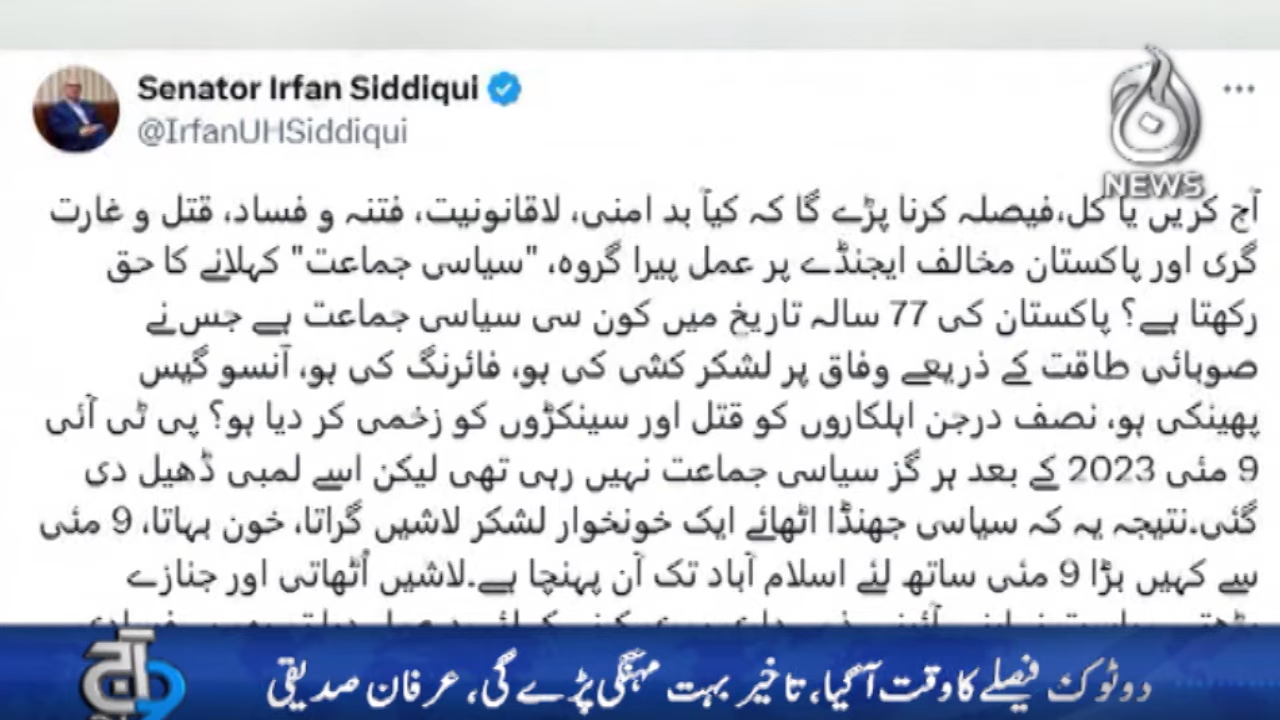 Senator Irfan Siddiqui
@IrfanUHSiddiqui
NEWS
آج کریں یا کل،فیصلہ کرنا پڑے گا کہ کیا بد امنی، لاقانونیت، فتنہ و فساد، قتل و غارت
گری اور پاکستان مخالف ایجنڈے پر عمل پیرا گروہ، "سیاسی جماعت" کہلانے کا حق
رکھتا ہے؟ پاکستان کی 77 سالہ تاریخ میں کون سی سیاسی جماعت ہے جس نے
صوبائی طاقت کے ذریعے وفاق پر لشکر کشی کی ہو، فائرنگ کی ہو، آنسو گیس
پھینکی ہو، نصف درجن اہلکاروں کو قتل اور سینکڑوں کو زخمی کر دیا ہو؟ پی ٹی آئی
9 مئی 2023 کے بعد ہر گز سیاسی جماعت نہیں رہی تھی لیکن اسے لمبی ڈھیل دی
گئی.نتیجہ یہ کہ سیاسی جھنڈا اٹھائے ایک خونخوار لشکر لاشیں گراتا، خون بہاتا، 9 مئی
سے کہیں بڑا 9 مئی ساتھ لئے اسلام آباد تک آن پہنچا ہے.لاشیں اُٹھاتی اور جنازے
آج
دو ٹوک فیصلے کا وقت آگیا، تاخیر بہت مہنگی پڑے گی، عرفان صدیقی